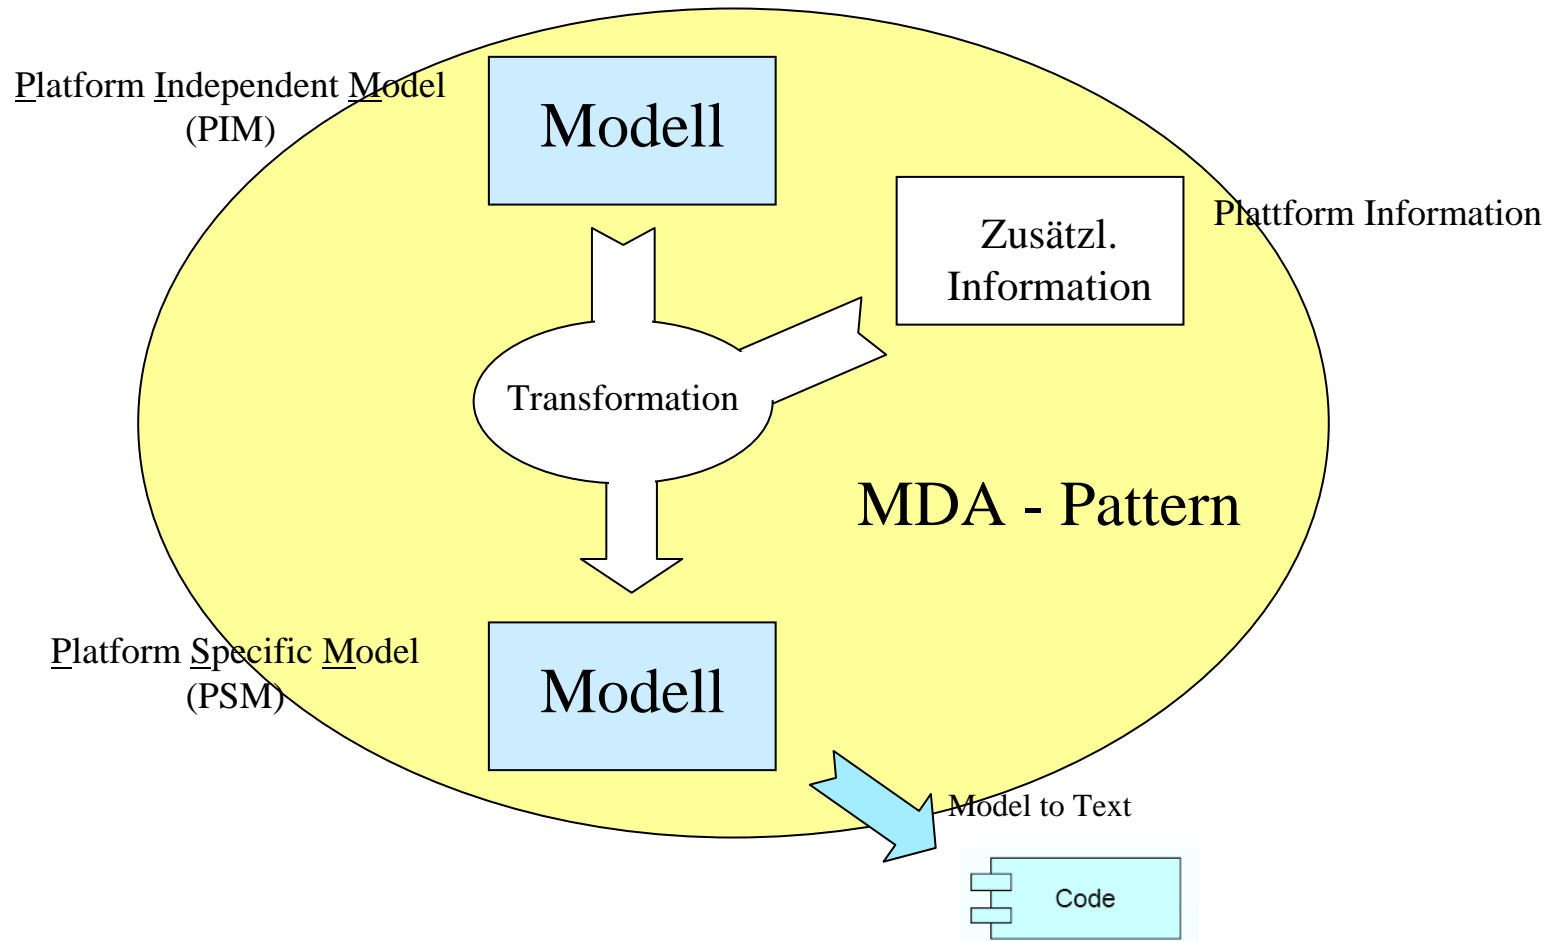 Platform Independent Model
(PIM)
Modell
Zusätzl.
Information
Plattform Information
Transformation
MDA - Pattern
Platform Specific Model
(PSM)
Modell
Model to Text
Code